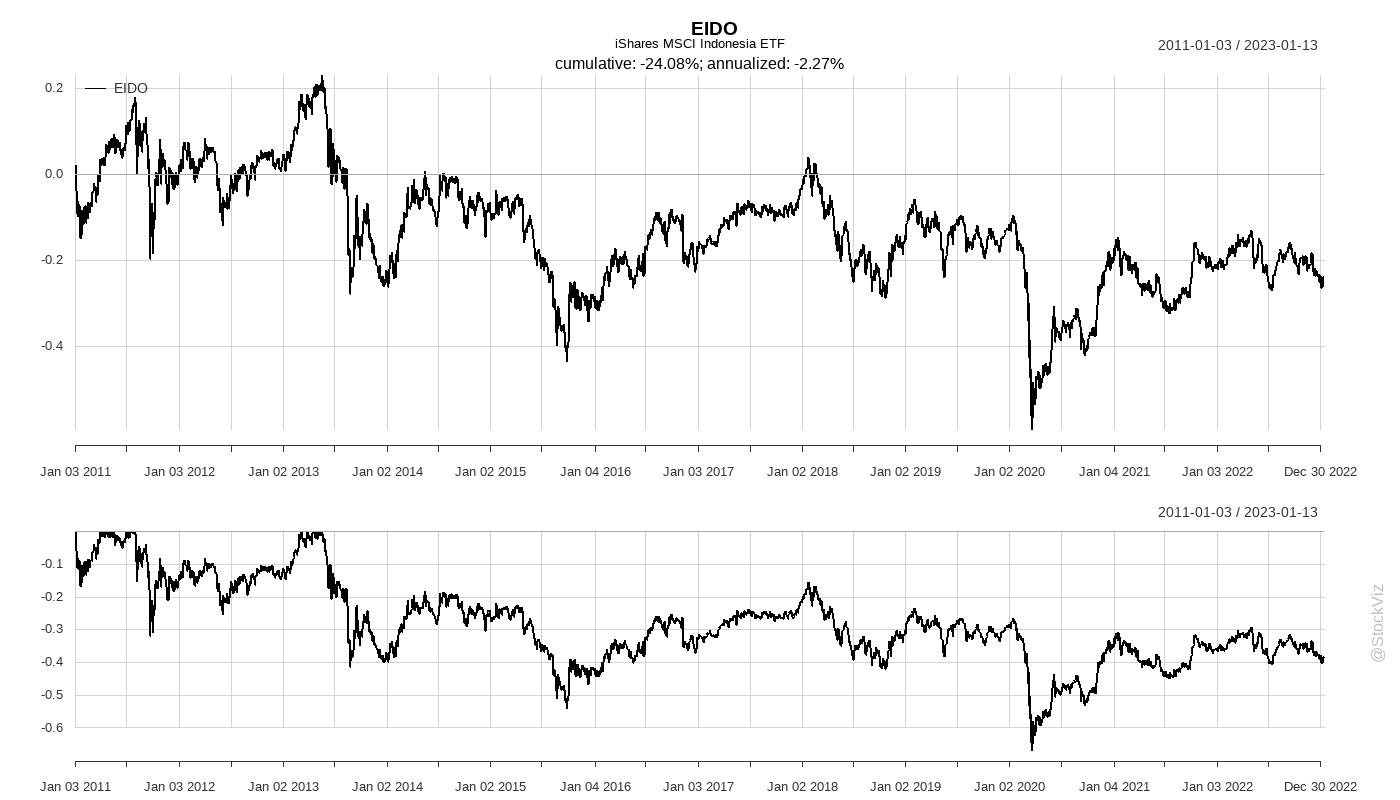 EIDO
iShares MSCI Indonesia ETF
2011-01-03 / 2023-01-13
cumulative: -24.08%; annualized: -2.27%
EIDO
0.2
0.0
-0.2
-0.4
Jan 03 2011 Jan 03 2012 Jan 02 2013 Jan 02 2014 Jan 02 2015 Jan 04 2016 Jan 03 2017 Jan 02 2018 Jan 02 2019 Jan 02 2020 Jan 04 2021 Jan 03 2022 Dec 30 2022
2011-01-03 / 2023-01-13
-0.1
-0.2
-0.3
-0.4
-0.5
-0.6
Jan 03 2011 Jan 03 2012 Jan 02 2013 Jan 02 2014 Jan 02 2015 Jan 04 2016 Jan 03 2017 Jan 02 2018 Jan 02 2019 Jan 02 2020 Jan 04 2021 Jan 03 2022 Dec 30 2022
@StockViz